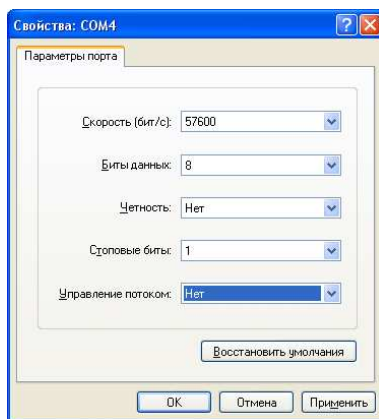 Свойства: COM4
Параметры порта
Скорость (бит/с): 57600
Биты данных: 8
Четность: Нет
Стоповые биты: 1
Управление потоком: Нет
Восстановить умолчания
ОК Отмена Применить